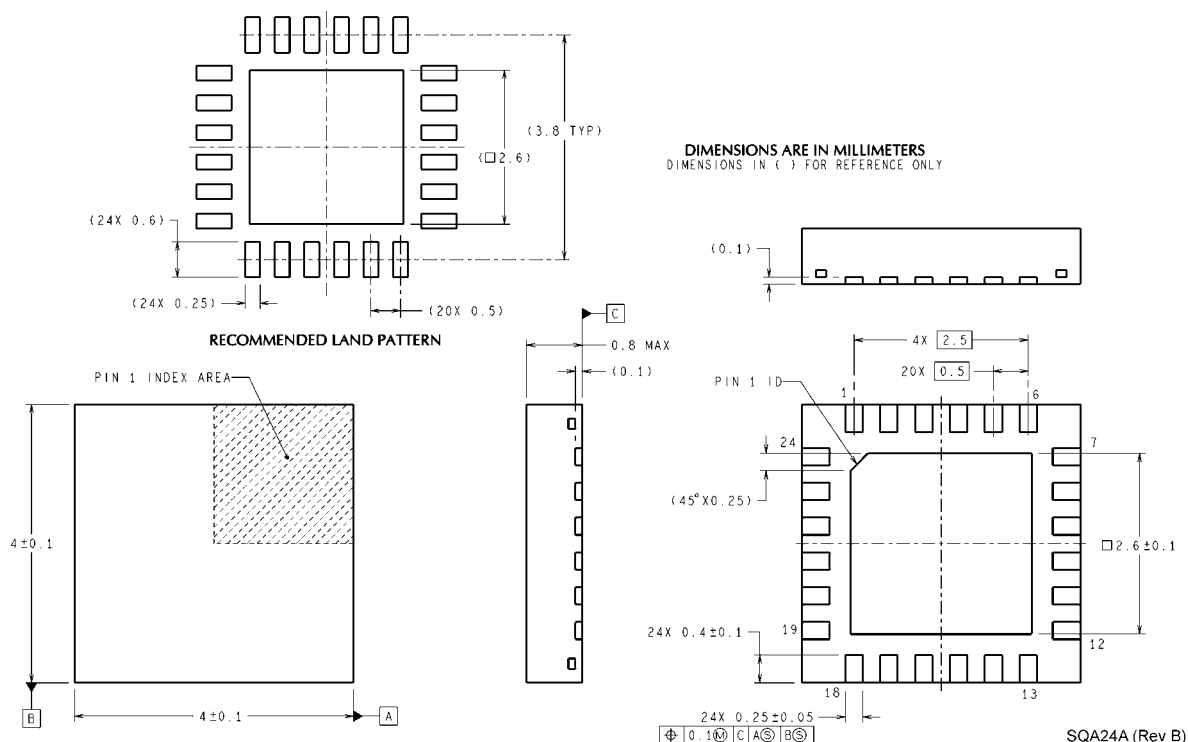 (3.8 TYP)
(□2.6)
DIMENSIONS ARE IN MILLIMETERS
DIMENSIONS IN ( ) FOR REFERENCE ONLY
(24X 0.6)
(0.1)
(24X 0.25)
(20X 0.5)
RECOMMENDED LAND PATTERN
C
0.8 MAX
(0.1)
4X 2.5
20X 0.5
PIN 1 INDEX AREA
PIN 1 ID
1
6
24
7
(45°X0.25)
4±0.1
□2.6±0.1
24X 0.4±0.1
19
12
18
13
B
4±0.1
A
24X 0.25±0.05
⌖ 0.1Ⓜ C AⓈ BⓈ
SQA24A (Rev B)